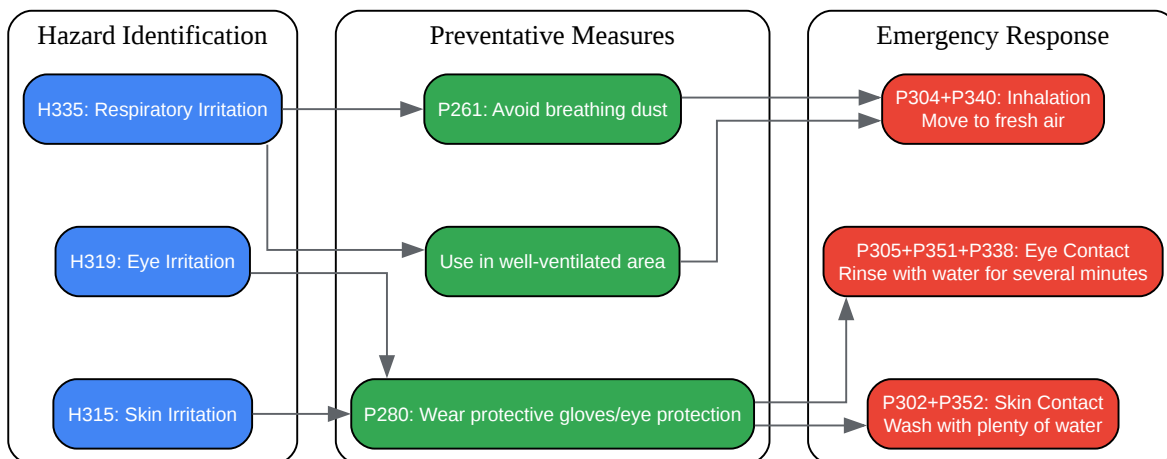 Hazard Identification
H335: Respiratory Irritation
H319: Eye Irritation
H315: Skin Irritation
Preventative Measures
P261: Avoid breathing dust
Use in well-ventilated area
P280: Wear protective gloves/eye protection
Emergency Response
P304+P340: Inhalation
Move to fresh air
P305+P351+P338: Eye Contact
Rinse with water for several minutes
P302+P352: Skin Contact
Wash with plenty of water